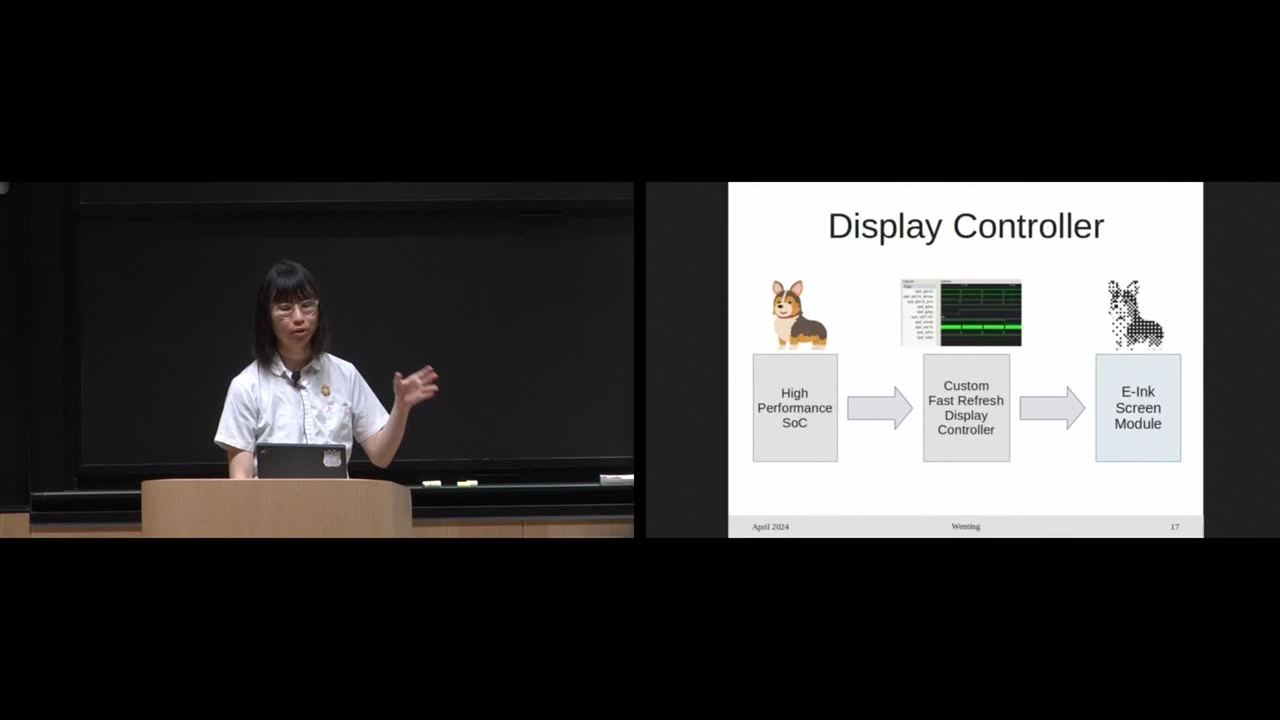 Display Controller
High
Performance
SoC
Custom
Fast Refresh
Display
Controller
E-Ink
Screen
Module
April 2024
Wenting
17